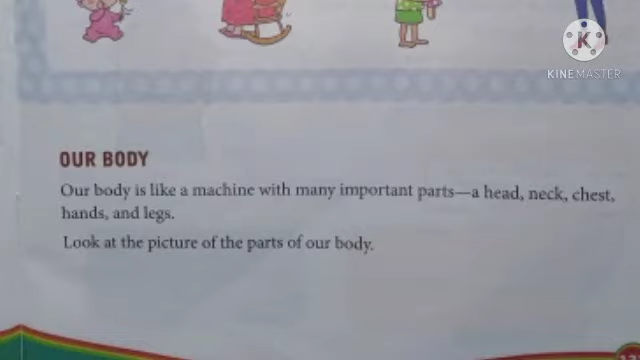 KINEMASTER
OUR BODY
Our body is like a machine with many important parts—a head, neck, chest,
hands, and legs.
Look at the picture of the parts of our body.